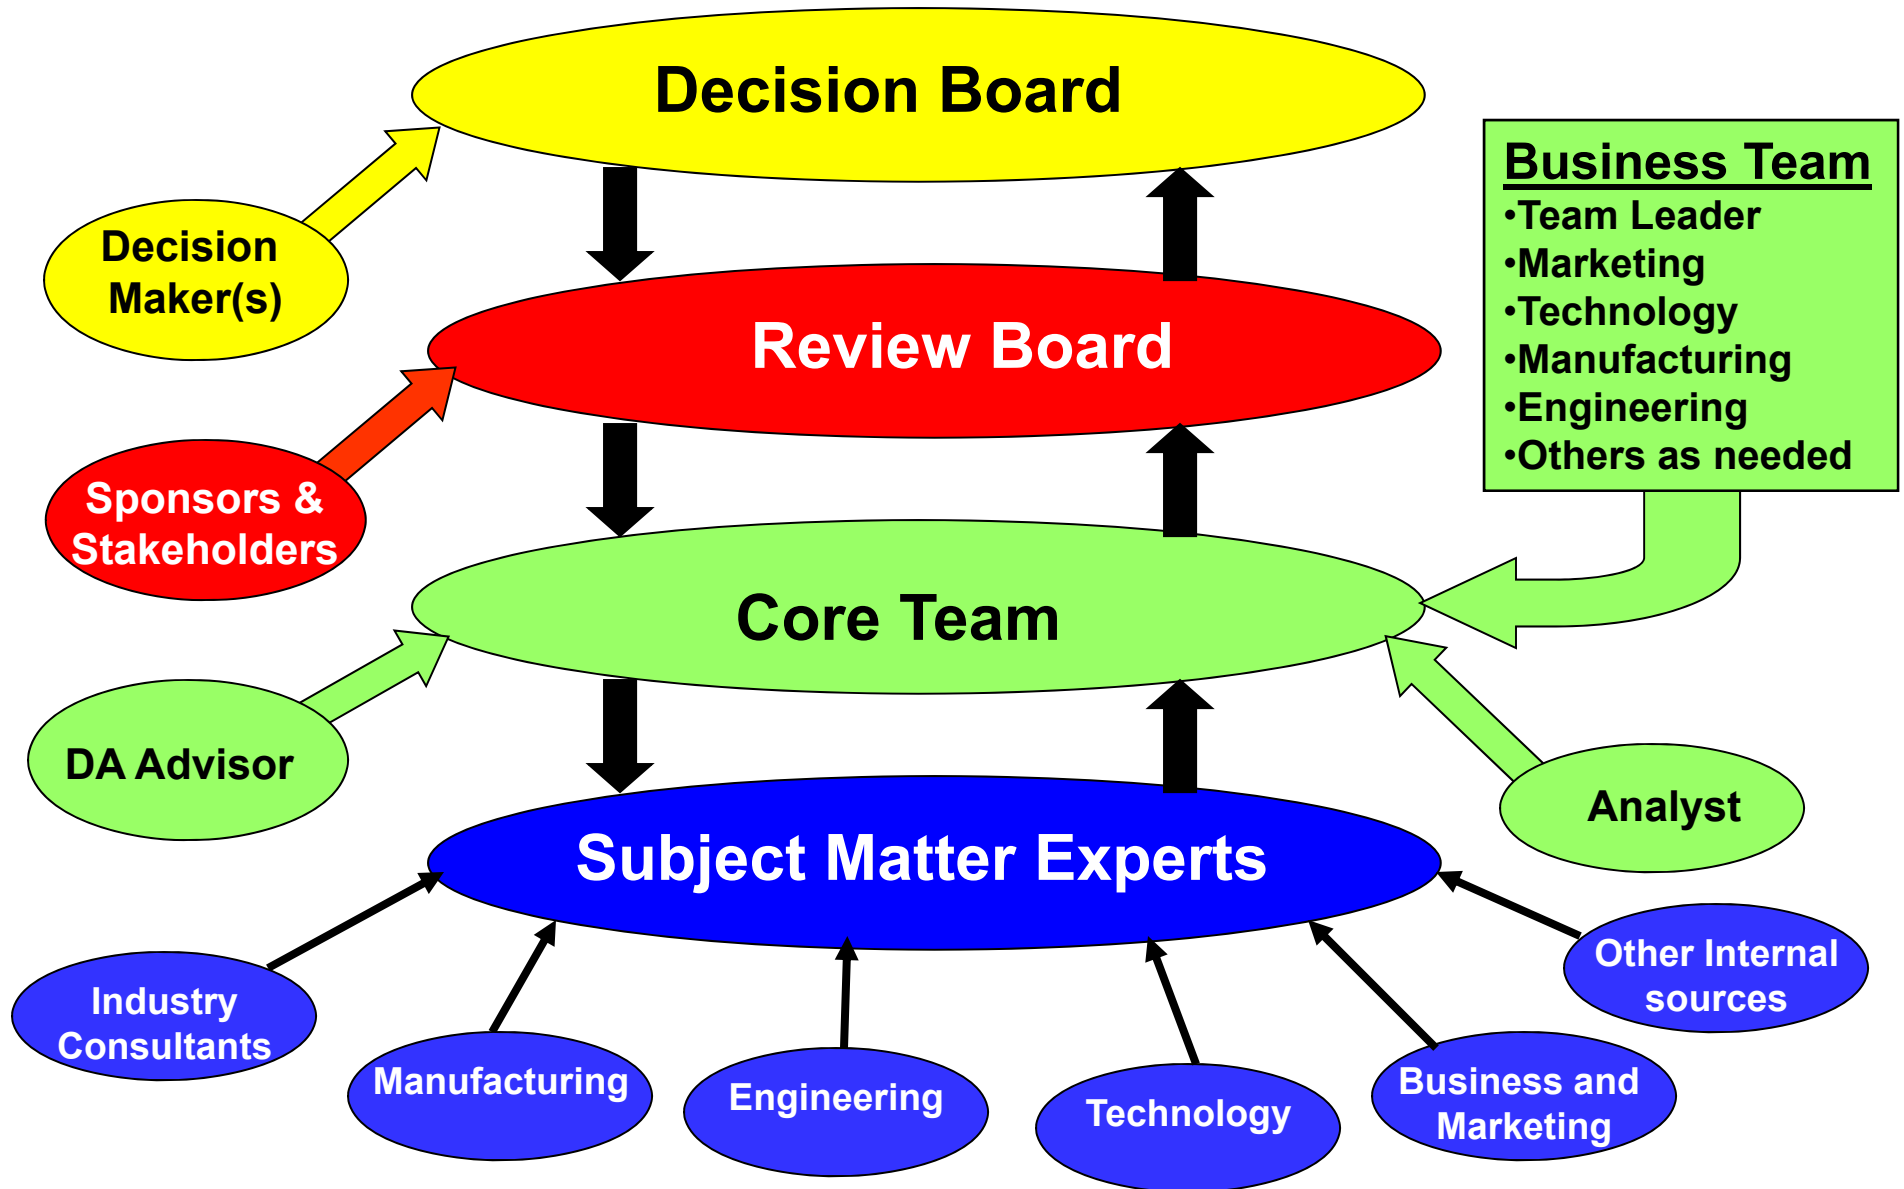 Decision Board
Decision
Maker(s)
Business Team
•Team Leader
•Marketing
•Technology
•Manufacturing
•Engineering
•Others as needed
Review Board
Sponsors &
Stakeholders
Core Team
DA Advisor
Analyst
Subject Matter Experts
Industry
Consultants
Manufacturing
Engineering
Technology
Business and
Marketing
Other Internal
sources